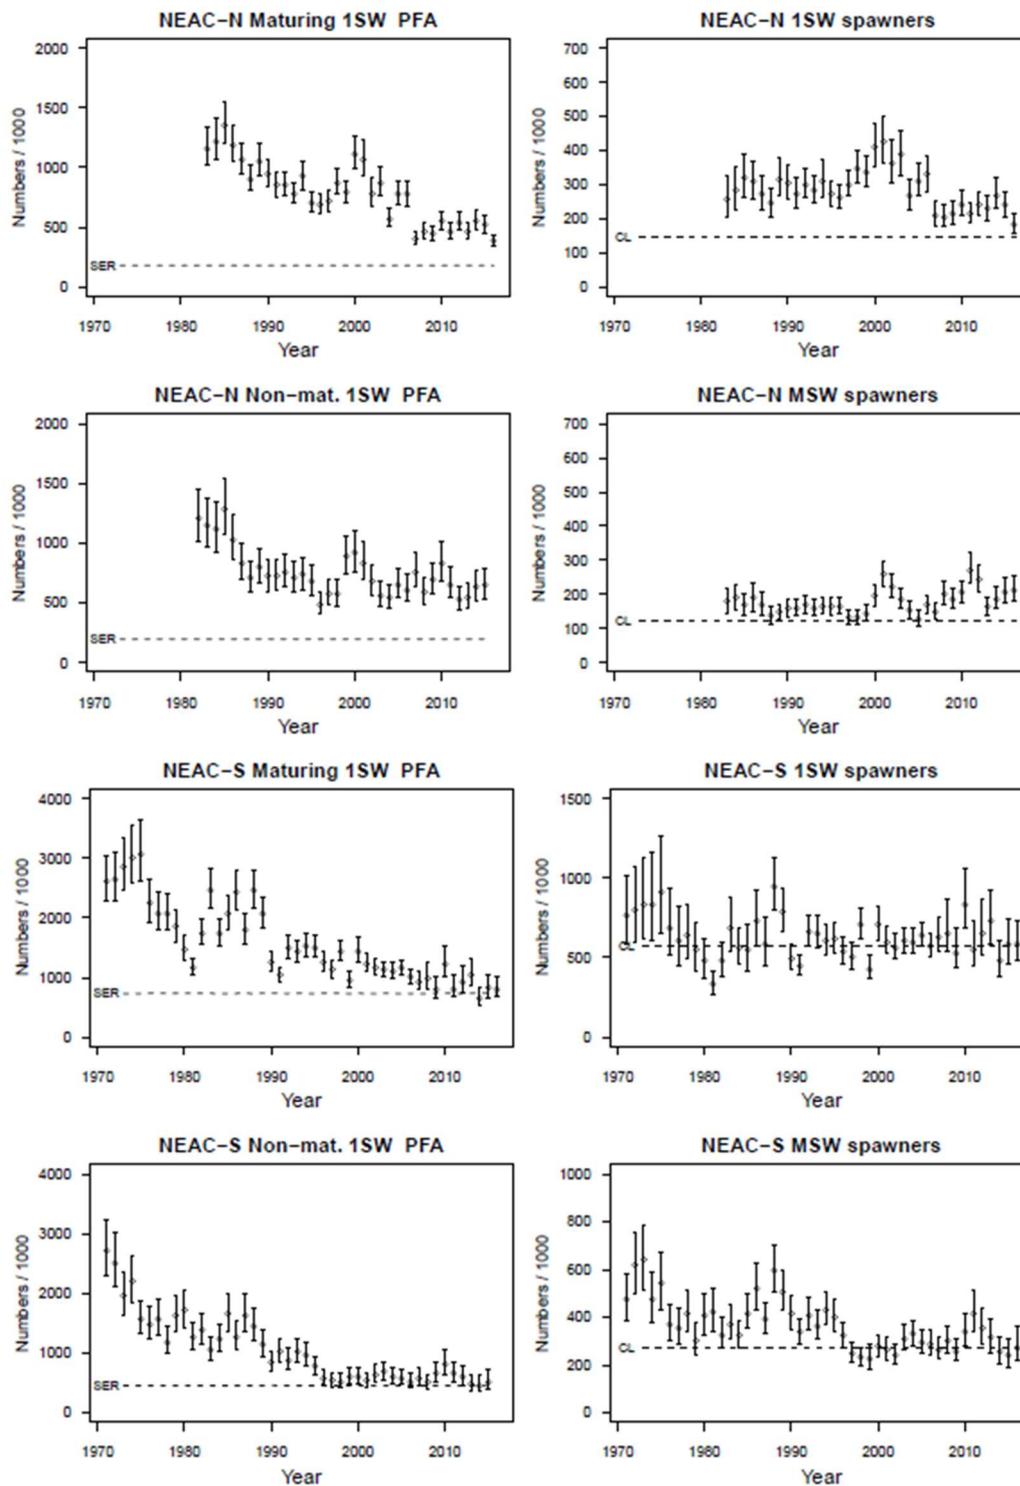 NEAC-N Maturing 1SW PFA
Numbers / 1000
2000
1500
1000
500
0
SER
1970 1980 1990 2000 2010
Year
NEAC-N 1SW spawners
Numbers / 1000
700
600
500
400
300
200
100
0
CL
1970 1980 1990 2000 2010
Year
NEAC-N Non-mat. 1SW PFA
Numbers / 1000
2000
1500
1000
500
0
SER
1970 1980 1990 2000 2010
Year
NEAC-N MSW spawners
Numbers / 1000
700
600
500
400
300
200
100
0
CL
1970 1980 1990 2000 2010
Year
NEAC-S Maturing 1SW PFA
Numbers / 1000
4000
3000
2000
1000
0
SER
1970 1980 1990 2000 2010
Year
NEAC-S 1SW spawners
Numbers / 1000
1500
1000
500
0
CL
1970 1980 1990 2000 2010
Year
NEAC-S Non-mat. 1SW PFA
Numbers / 1000
4000
3000
2000
1000
0
SER
1970 1980 1990 2000 2010
Year
NEAC-S MSW spawners
Numbers / 1000
1000
800
600
400
200
0
CL
1970 1980 1990 2000 2010
Year